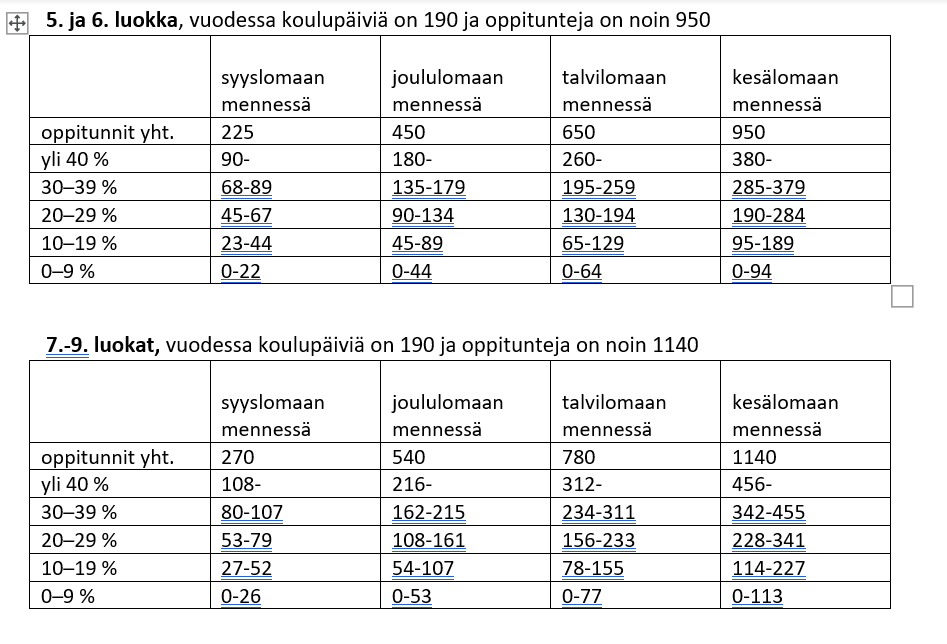 5. ja 6. luokka, vuodessa koulupäiviä on 190 ja oppitunteja on noin 950
syyslomaan joululomaan talvilomaan kesälomaan
mennessä mennessä mennessä mennessä
oppitunnit yht. 225 450 650 950
yli 40 % 90- 180- 260- 380-
30–39 % 68-89 135-179 195-259 285-379
20–29 % 45-67 90-134 130-194 190-284
10–19 % 23-44 45-89 65-129 95-189
0–9 % 0-22 0-44 0-64 0-94
7.-9. luokat, vuodessa koulupäiviä on 190 ja oppitunteja on noin 1140
syyslomaan joululomaan talvilomaan kesälomaan
mennessä mennessä mennessä mennessä
oppitunnit yht. 270 540 780 1140
yli 40 % 108- 216- 312- 456-
30–39 % 80-107 162-215 234-311 342-455
20–29 % 53-79 108-161 156-233 228-341
10–19 % 27-52 54-107 78-155 114-227
0–9 % 0-26 0-53 0-77 0-113